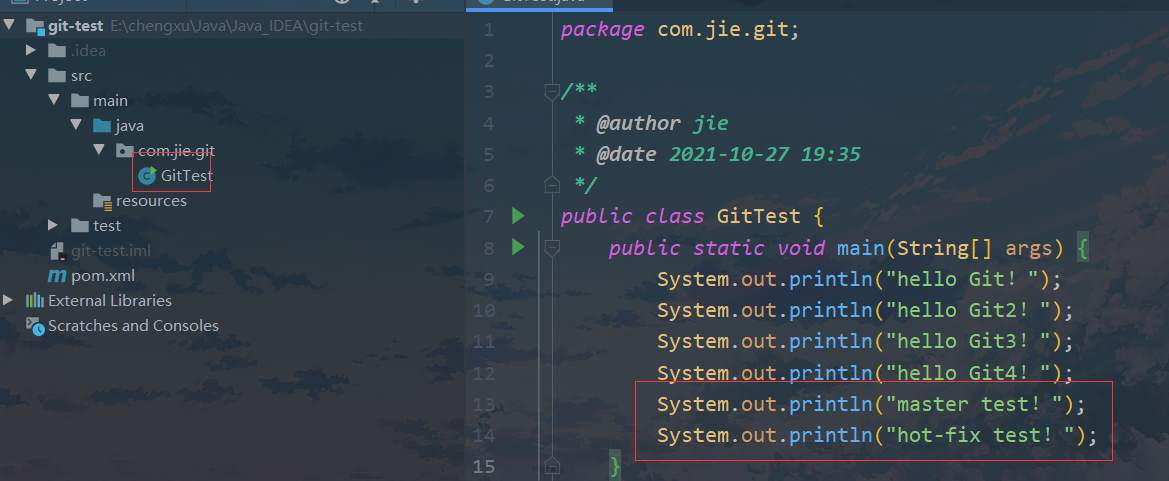 git-test E:\chengxu\Java\Java_IDEA\git-test
.idea
src
main
java
com.jie.git
GitTest
resources
test
git-test.iml
pom.xml
External Libraries
Scratches and Consoles
1 package com.jie.git;
2
3 /**
4 * @author jie
5 * @date 2021-10-27 19:35
6 */
7 public class GitTest {
8 public static void main(String[] args) {
9 System.out.println("hello Git! ");
10 System.out.println("hello Git2! ");
11 System.out.println("hello Git3! ");
12 System.out.println("hello Git4! ");
13 System.out.println("master test! ");
14 System.out.println("hot-fix test! ");
15 }